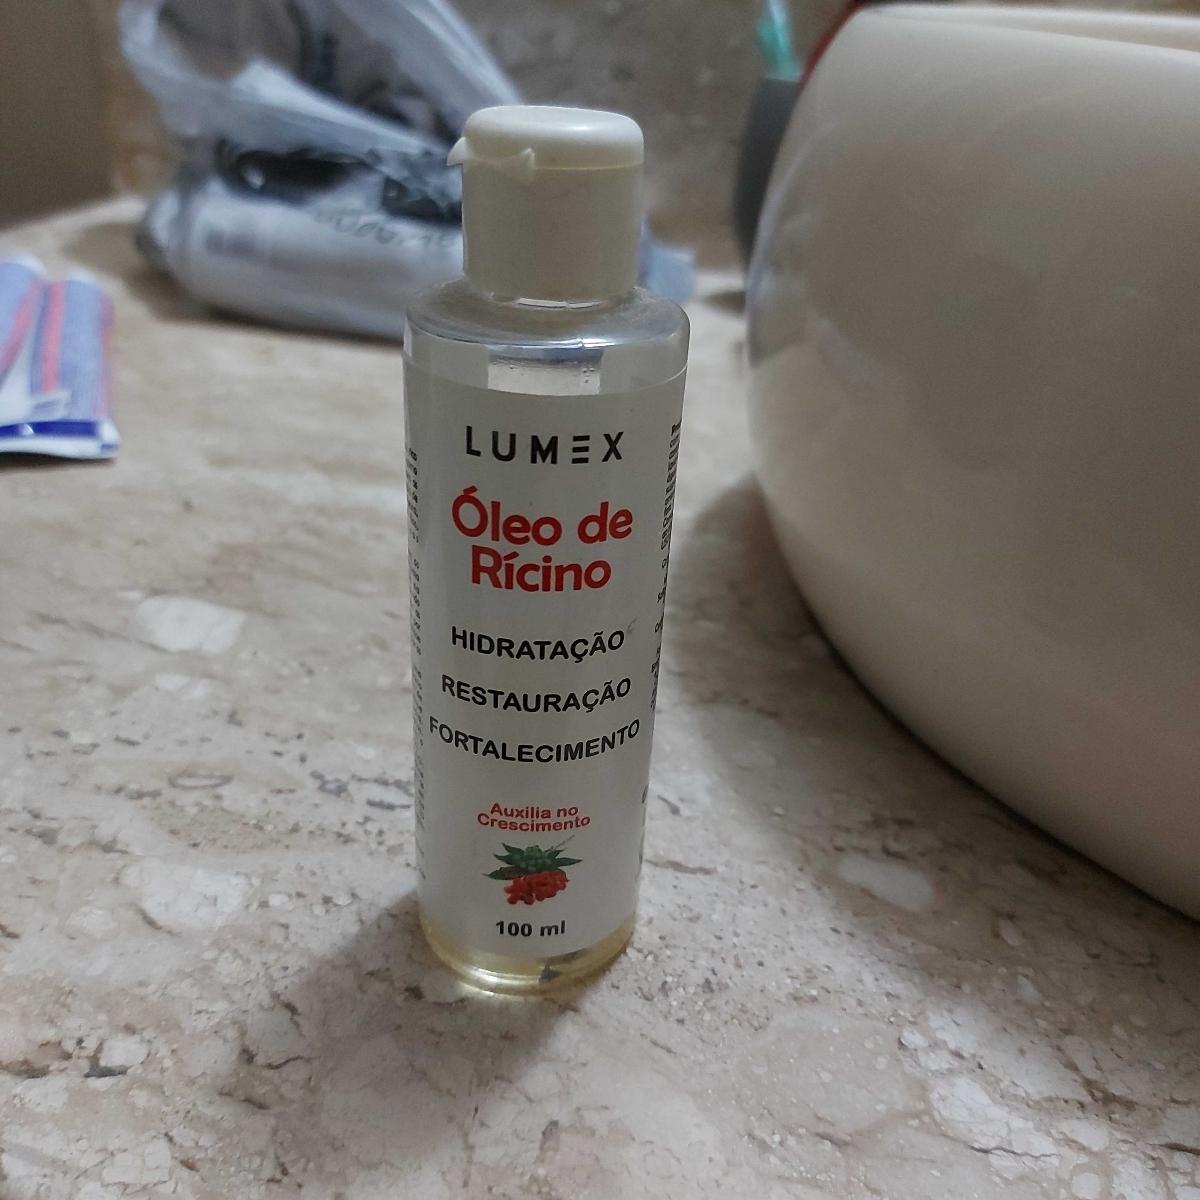 LUMEX
Óleo de
Rícino
HIDRATAÇÃO
RESTAURAÇÃO
FORTALECIMENTO
Auxilia no
Crescimento
100 ml